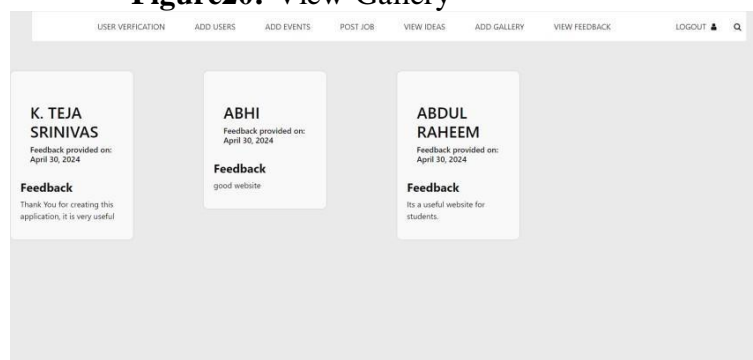 Figure20: View Gallery
USER VERFICATION ADD USERS ADD EVENTS POST JOB VIEW IDEAS ADD GALLERY VIEW FEEDBACK LOGOUT
K. TEJA
SRINIVAS
Feedback provided on:
April 30, 2024
Feedback
Thank You for creating this
application, it is very useful
ABHI
Feedback provided on:
April 30, 2024
Feedback
good website
ABDUL
RAHEEM
Feedback provided on:
April 30, 2024
Feedback
Its a useful website for
students.